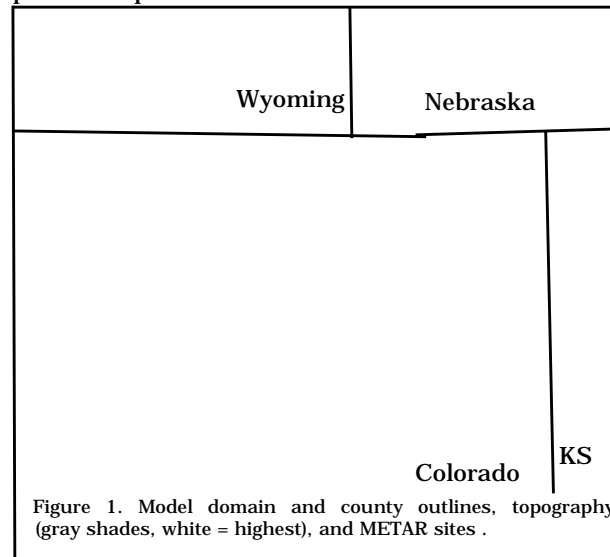 Wyoming
Nebraska
KS
Colorado
Figure 1. Model domain and county outlines, topography
(gray shades, white = highest), and METAR sites .